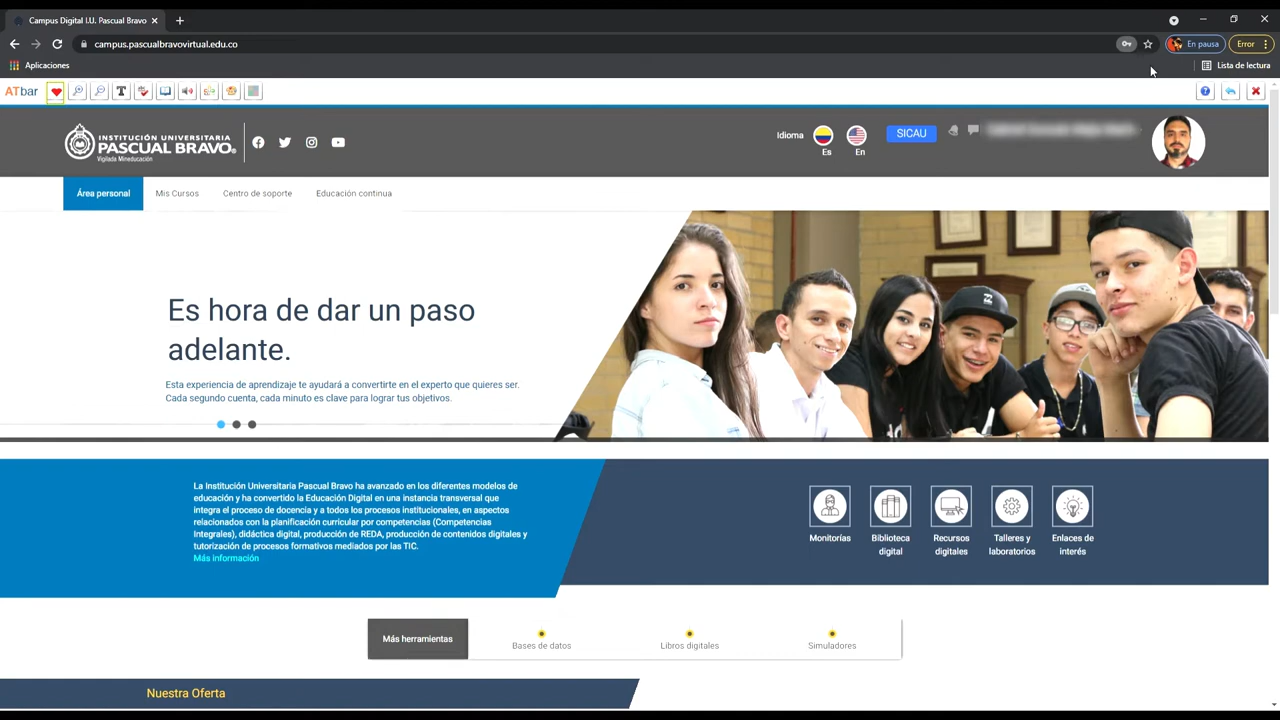 Campus Digital I.U. Pascual Bravo
campus.pascualbravovirtual.edu.co
En pausa
Error
Aplicaciones
Lista de lectura
ATbar
INSTITUCIÓN UNIVERSITARIA
PASCUAL BRAVO
Vigilada Mineducación
Idioma
Es
En
SICAU
Área personal
Mis Cursos
Centro de soporte
Educación continua
Es hora de dar un paso
adelante.
Esta experiencia de aprendizaje te ayudará a convertirte en el experto que quieres ser.
Cada segundo cuenta, cada minuto es clave para lograr tus objetivos.
La Institución Universitaria Pascual Bravo ha avanzado en los diferentes modelos de
educación y ha convertido la Educación Digital en una instancia transversal que
integra el proceso de docencia y a todos los procesos institucionales, en aspectos
relacionados con la planificación curricular por competencias (Competencias
Integrales), didáctica digital, producción de REDA, producción de contenidos digitales y
tutorización de procesos formativos mediados por las TIC.
Más información
Monitorías
Biblioteca
digital
Recursos
digitales
Talleres y
laboratorios
Enlaces de
interés
Más herramientas
Bases de datos
Libros digitales
Simuladores
Nuestra Oferta